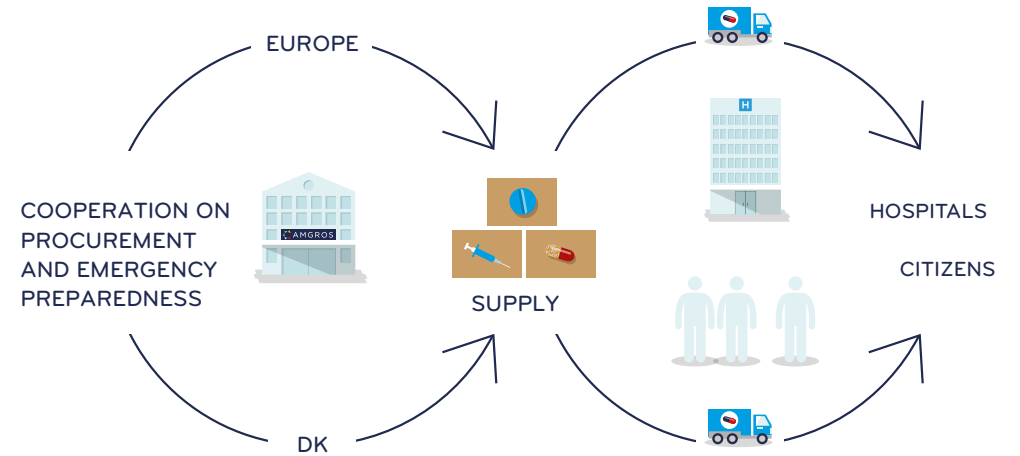 EUROPE
H
COOPERATION ON
PROCUREMENT
AND EMERGENCY
PREPAREDNESS
AMGROS
SUPPLY
HOSPITALS
CITIZENS
DK